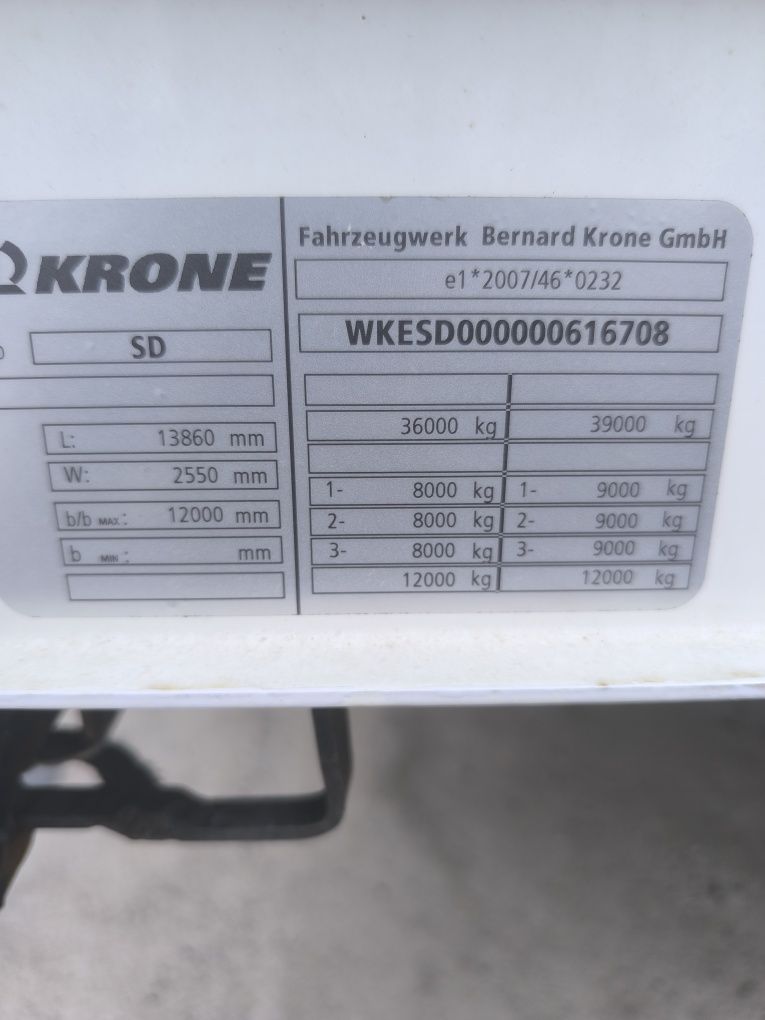 KRONE
SD
L: 13860 mm
W: 2550 mm
b/b MAX: 12000 mm
b MIN: mm
Fahrzeugwerk Bernard Krone GmbH
e1*2007/46*0232
WKESD000000616708
36000 kg 39000 kg
1- 8000 kg 1- 9000 kg
2- 8000 kg 2- 9000 kg
3- 8000 kg 3- 9000 kg
12000 kg 12000 kg